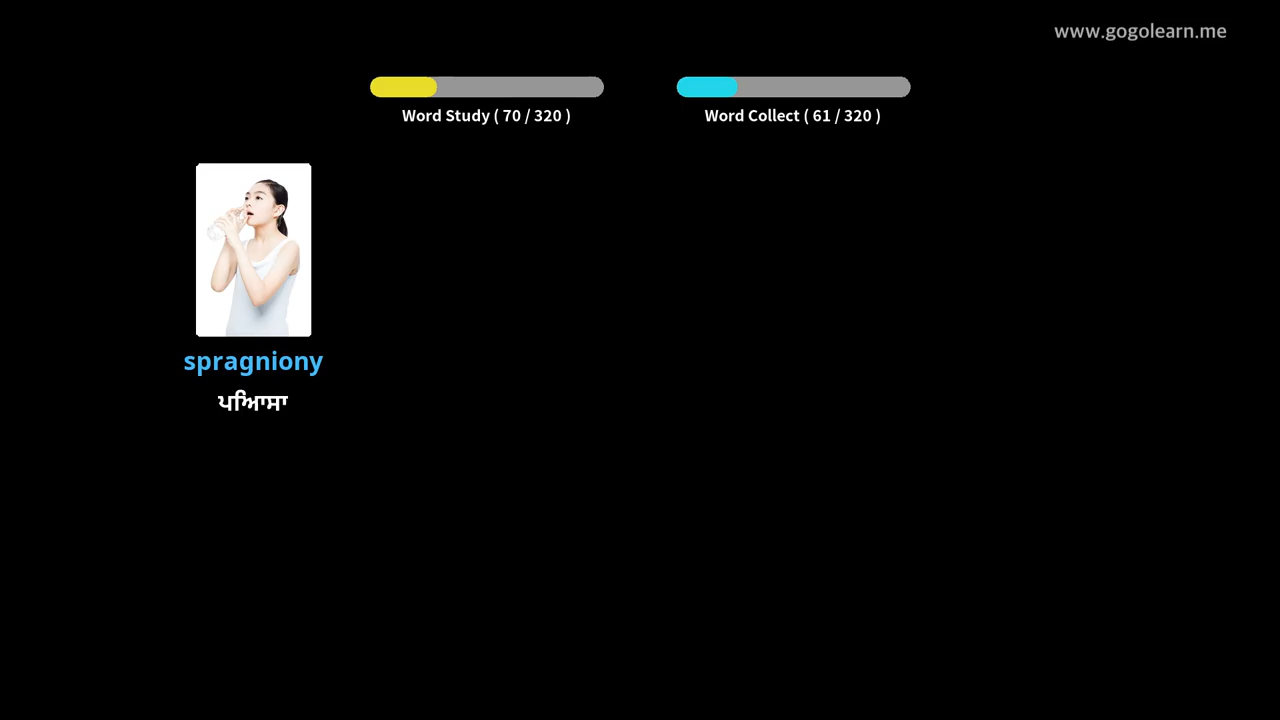 www.gogolearn.me
Word Study ( 70 / 320 )
Word Collect ( 61 / 320 )
spragniony
ਪਿਆਸਾ